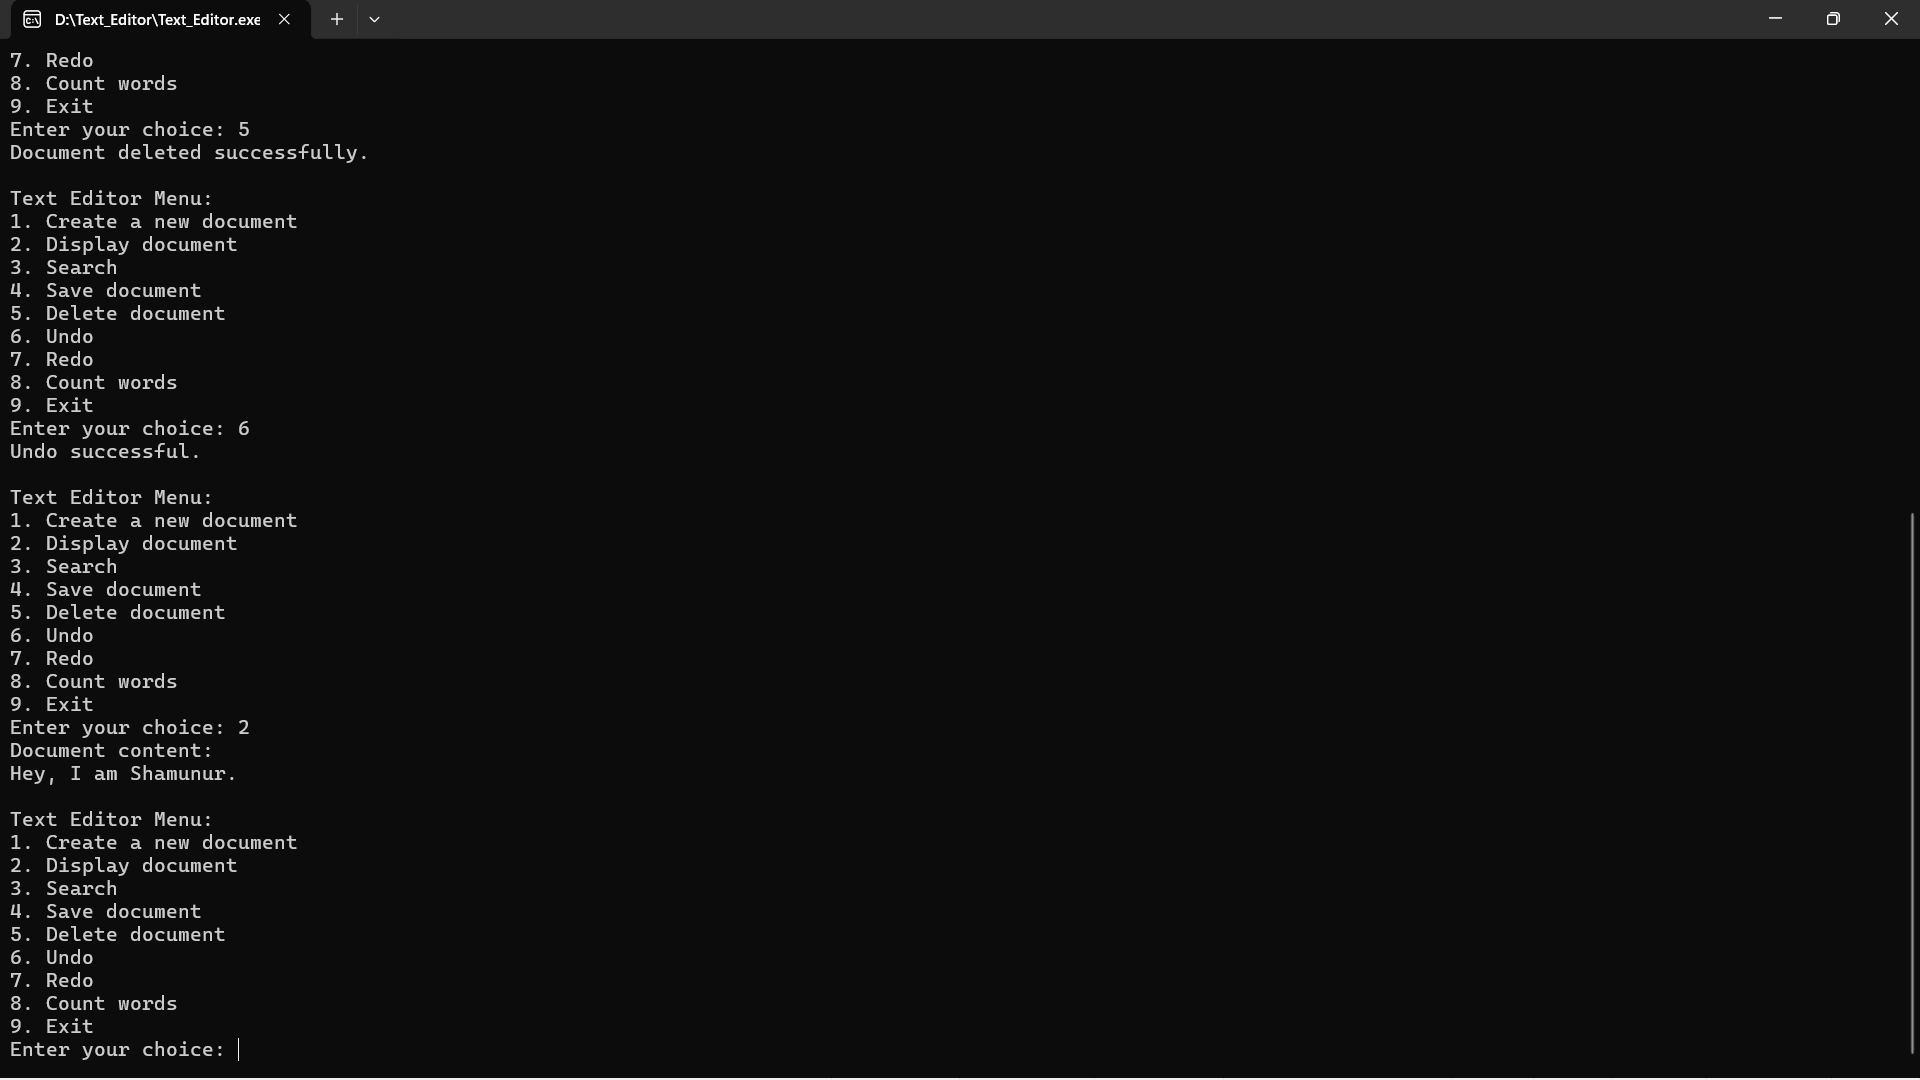 D:\Text_Editor\Text_Editor.exe
7. Redo
8. Count words
9. Exit
Enter your choice: 5
Document deleted successfully.

Text Editor Menu:
1. Create a new document
2. Display document
3. Search
4. Save document
5. Delete document
6. Undo
7. Redo
8. Count words
9. Exit
Enter your choice: 6
Undo successful.

Text Editor Menu:
1. Create a new document
2. Display document
3. Search
4. Save document
5. Delete document
6. Undo
7. Redo
8. Count words
9. Exit
Enter your choice: 2
Document content:
Hey, I am Shamunur.

Text Editor Menu:
1. Create a new document
2. Display document
3. Search
4. Save document
5. Delete document
6. Undo
7. Redo
8. Count words
9. Exit
Enter your choice: